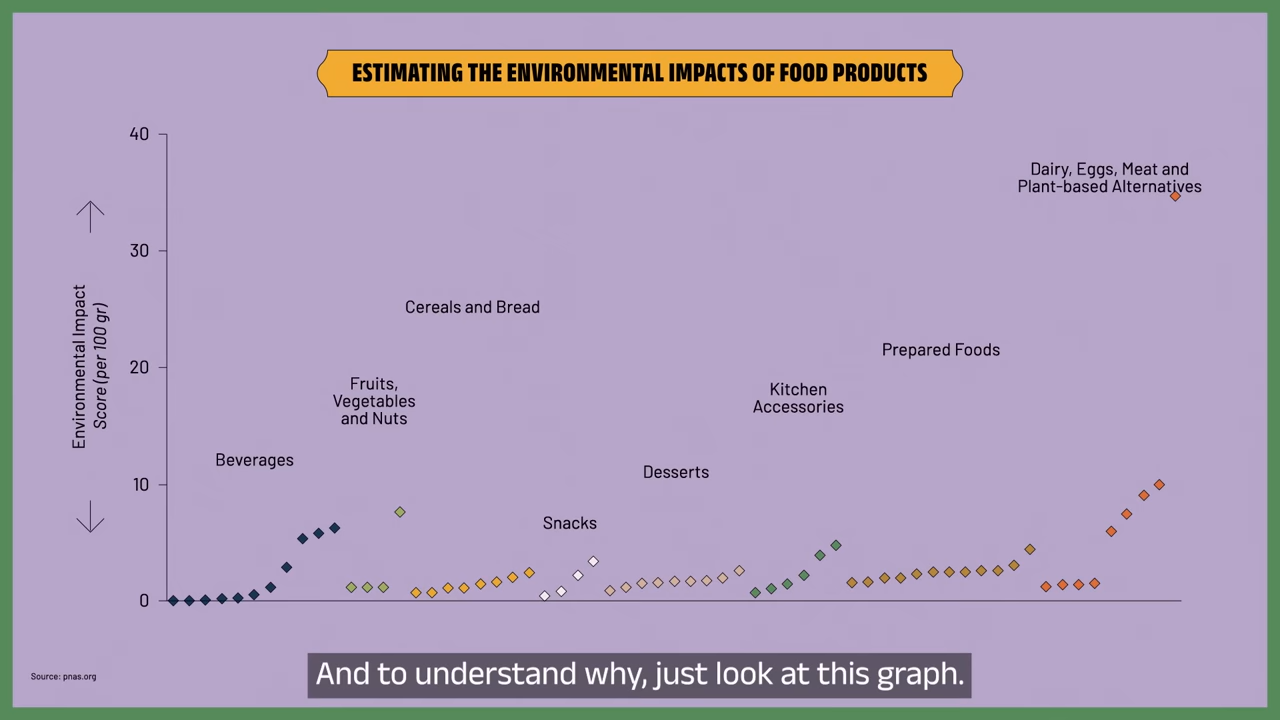 ESTIMATING THE ENVIRONMENTAL IMPACTS OF FOOD PRODUCTS
40
30
20
10
0
Environmental Impact
Score (per 100 gr)
Beverages
Fruits,
Vegetables
and Nuts
Cereals and Bread
Snacks
Desserts
Kitchen
Accessories
Prepared Foods
Dairy, Eggs, Meat and
Plant-based Alternatives
Source: pnas.org
And to understand why, just look at this graph.